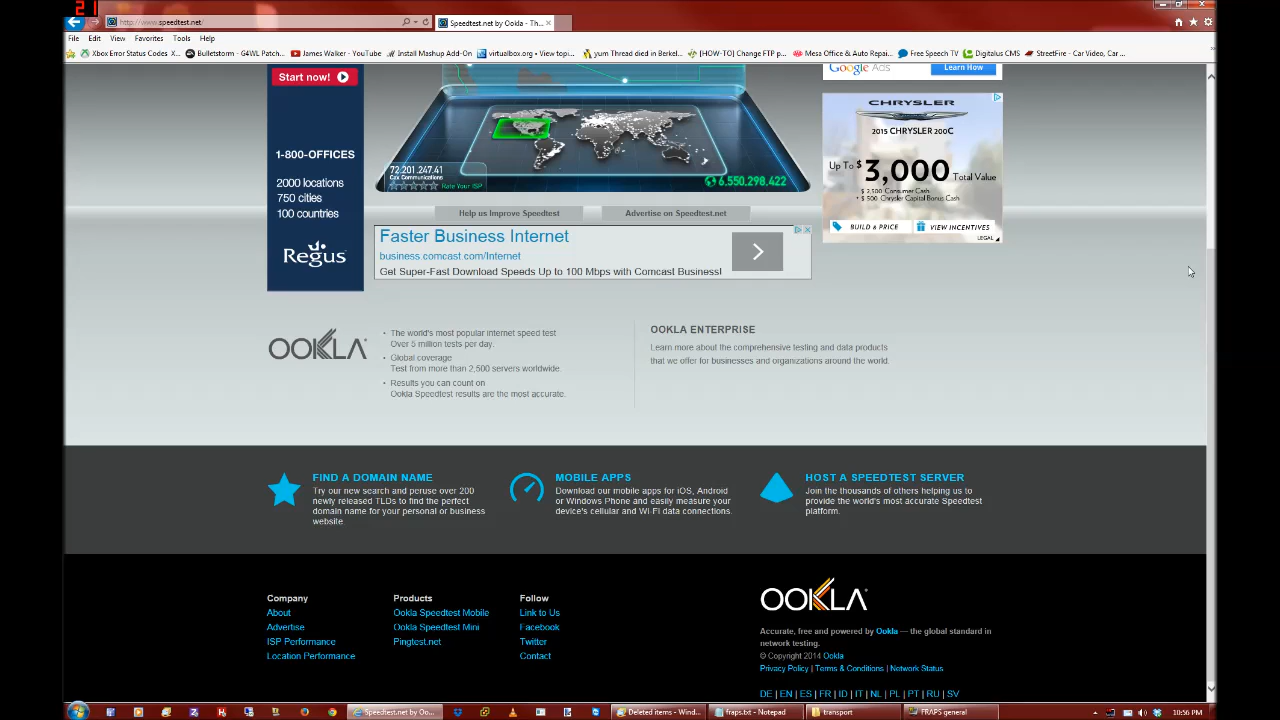 21
http://www.speedtest.net/
Speedtest.net by Ookla - Th...
File Edit View Favorites Tools Help
Xbox Error Status Codes X...
Bulletstorm - G4WL Patch...
James Walker - YouTube
Install Mashup Add-On
virtualbox.org • View topi...
yum Thread died in Berkel...
[HOW-TO] Change FTP p...
Mesa Office & Auto Repai...
Free Speech TV
Digitalus CMS
StreetFire - Car Video, Car ...
Start now!
1-800-OFFICES
2000 locations
750 cities
100 countries
Regus
72.201.247.41
Cox Communications
Rate Your ISP
6,550,298,422
Google Ads
Learn How
CHRYSLER
2015 CHRYSLER 200C
Up To $3,000 Total Value
• $ 2,500 Consumer Cash
• $ 500 Chrysler Capital Bonus Cash
BUILD & PRICE
VIEW INCENTIVES
LEGAL
Help us Improve Speedtest
Advertise on Speedtest.net
Faster Business Internet
business.comcast.com/Internet
Get Super-Fast Download Speeds Up to 100 Mbps with Comcast Business!
OOKLA
• The world's most popular internet speed test
Over 5 million tests per day.
• Global coverage
Test from more than 2,500 servers worldwide.
• Results you can count on
Ookla Speedtest results are the most accurate.
OOKLA ENTERPRISE
Learn more about the comprehensive testing and data products
that we offer for businesses and organizations around the world.
FIND A DOMAIN NAME
Try our new search and peruse over 200
newly released TLDs to find the perfect
domain name for your personal or business
website.
MOBILE APPS
Download our mobile apps for iOS, Android
or Windows Phone and easily measure your
device's cellular and Wi-Fi data connections.
HOST A SPEEDTEST SERVER
Join the thousands of others helping us to
provide the world's most accurate Speedtest
platform.
Company
About
Advertise
ISP Performance
Location Performance
Products
Ookla Speedtest Mobile
Ookla Speedtest Mini
Pingtest.net
Follow
Link to Us
Facebook
Twitter
Contact
OOKLA
Accurate, free and powered by Ookla — the global standard in
network testing.
© Copyright 2014 Ookla
Privacy Policy | Terms & Conditions | Network Status
DE | EN | ES | FR | ID | IT | NL | PL | PT | RU | SV
Speedtest.net by Oo...
Deleted items - Wind...
fraps.txt - Notepad
transport
FRAPS general
10:56 PM